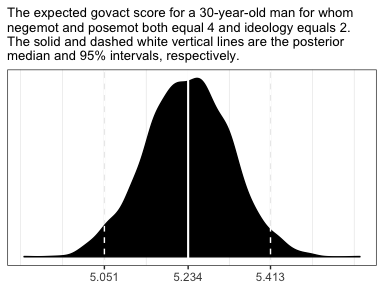 The expected govact score for a 30-year-old man for whom
negemot and posemot both equal 4 and ideology equals 2.
The solid and dashed white vertical lines are the posterior
median and 95% intervals, respectively.
5.051 5.234 5.413